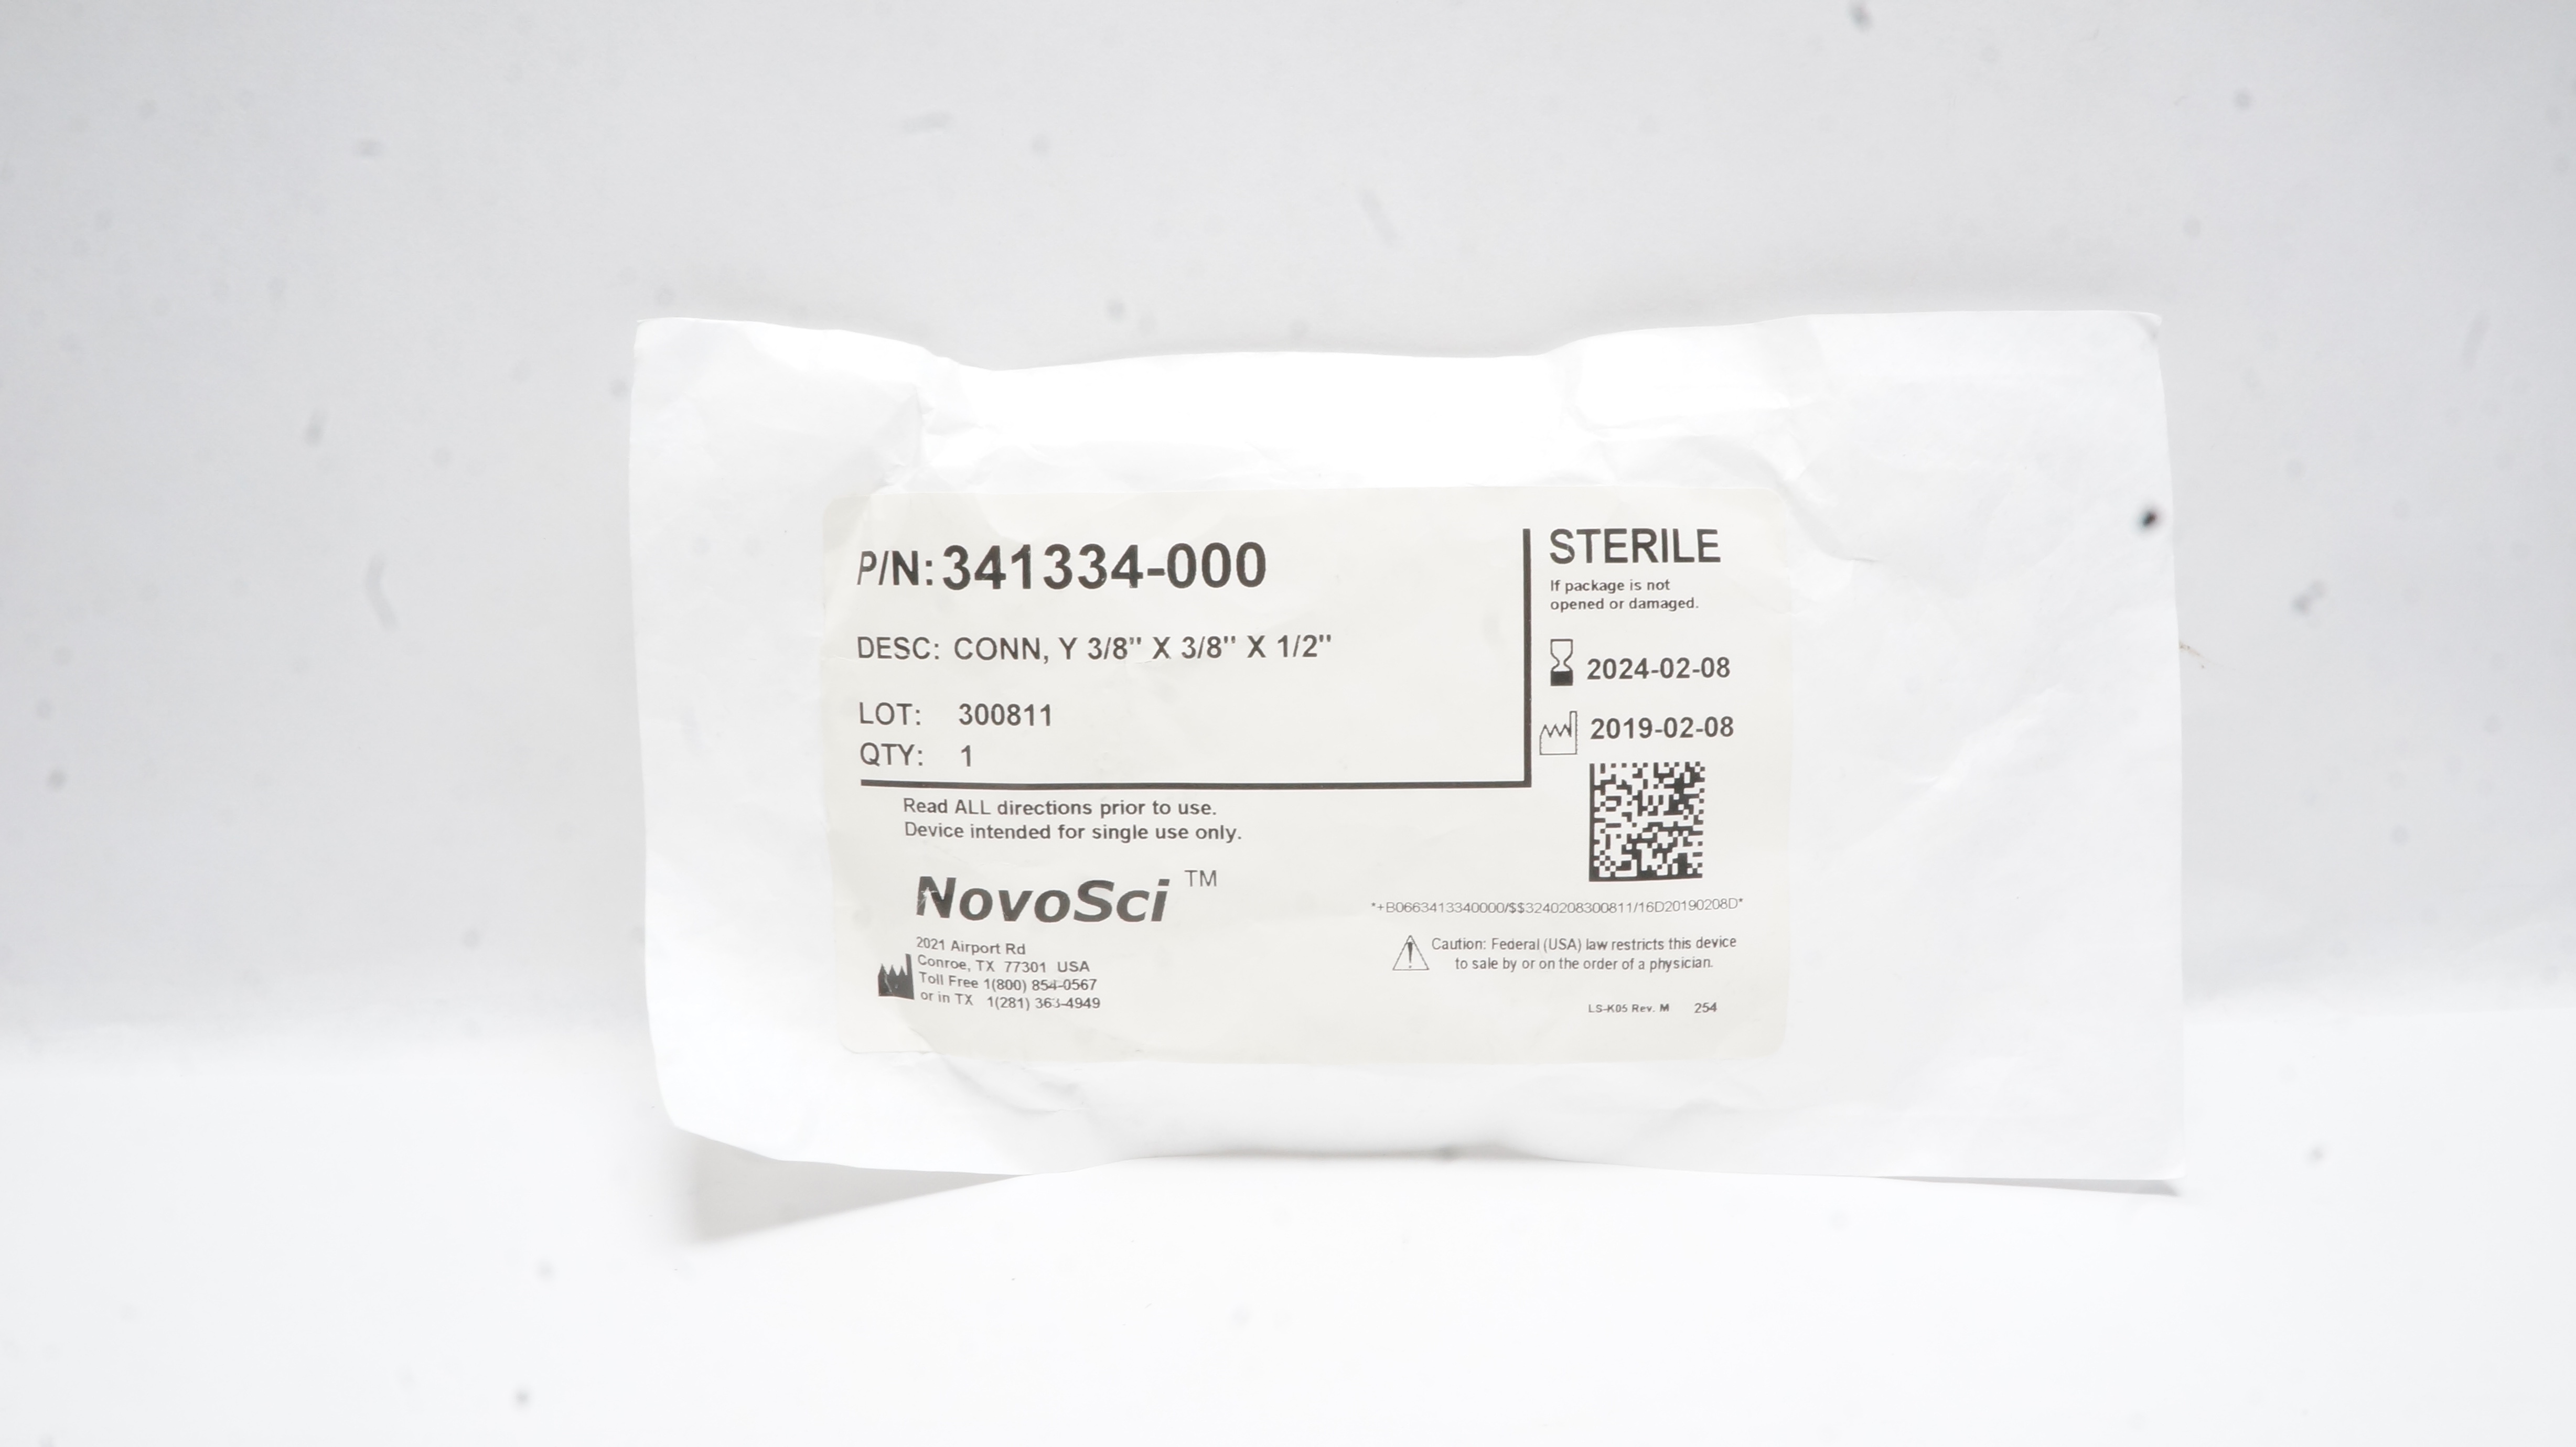 P/N: 341334-000
DESC: CONN, Y 3/8" X 3/8" X 1/2"
LOT: 300811
QTY: 1
STERILE
If package is not
opened or damaged.
2024-02-08
2019-02-08
Read ALL directions prior to use.
Device intended for single use only.
NovoSci TM
2021 Airport Rd
Conroe, TX 77301 USA
Toll Free 1(800) 854-0567
or in TX 1(281) 363-4949
*+B0663413340000/$$3240208300811/16D20190208D*
Caution: Federal (USA) law restricts this device
to sale by or on the order of a physician.
LS-K05 Rev. M 254